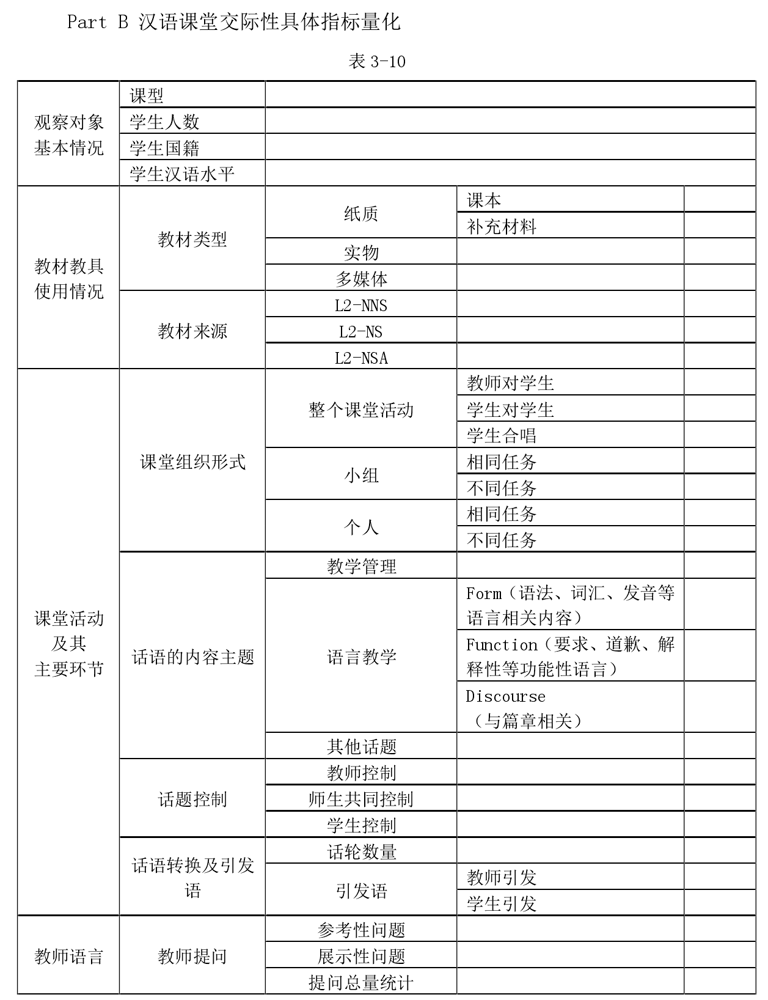 Part B 汉语课堂交际性具体指标量化
表 3-10
观察对象
基本情况
课型
学生人数
学生国籍
学生汉语水平
教材教具
使用情况
教材类型
纸质
课本
补充材料
实物
多媒体
教材来源
L2-NNS
L2-NS
L2-NSA
课堂活动
及其
主要环节
课堂组织形式
整个课堂活动
教师对学生
学生对学生
学生合唱
小组
相同任务
不同任务
个人
相同任务
不同任务
话语的内容主题
教学管理
语言教学
Form（语法、词汇、发音等
语言相关内容）
Function（要求、道歉、解
释性等功能性语言）
Discourse
（与篇章相关）
其他话题
话题控制
教师控制
师生共同控制
学生控制
话语转换及引发
语
话轮数量
引发语
教师引发
学生引发
教师语言
教师提问
参考性问题
展示性问题
提问总量统计